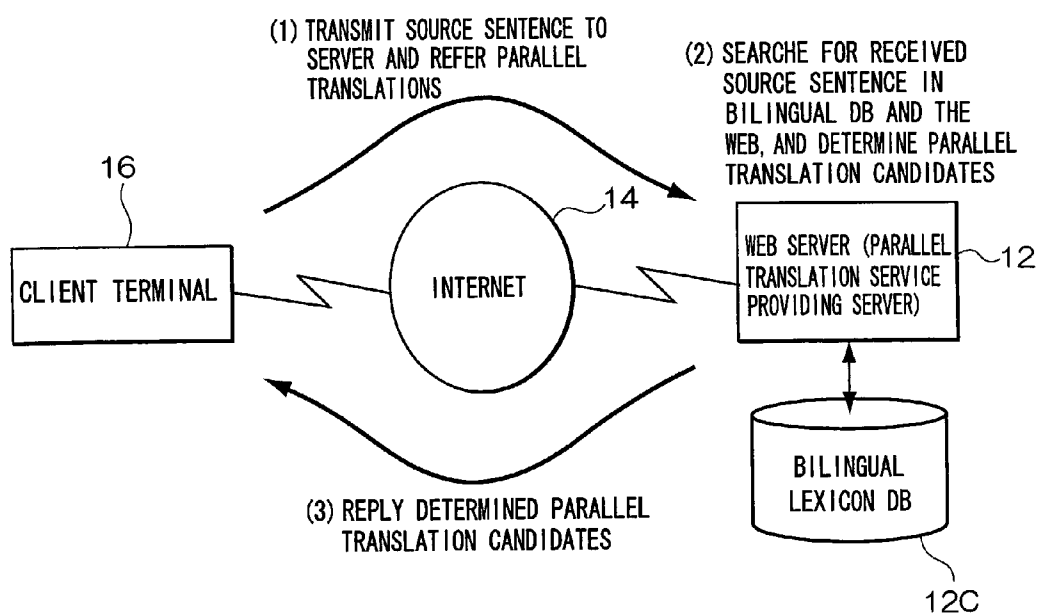 (1) TRANSMIT SOURCE SENTENCE TO
SERVER AND REFER PARALLEL
TRANSLATIONS
(2) SEARCHE FOR RECEIVED
SOURCE SENTENCE IN
BILINGUAL DB AND THE
WEB, AND DETERMINE PARALLEL
TRANSLATION CANDIDATES
16
14
CLIENT TERMINAL
INTERNET
WEB SERVER (PARALLEL
TRANSLATION SERVICE
PROVIDING SERVER)
12
BILINGUAL
LEXICON DB
(3) REPLY DETERMINED PARALLEL
TRANSLATION CANDIDATES
12C